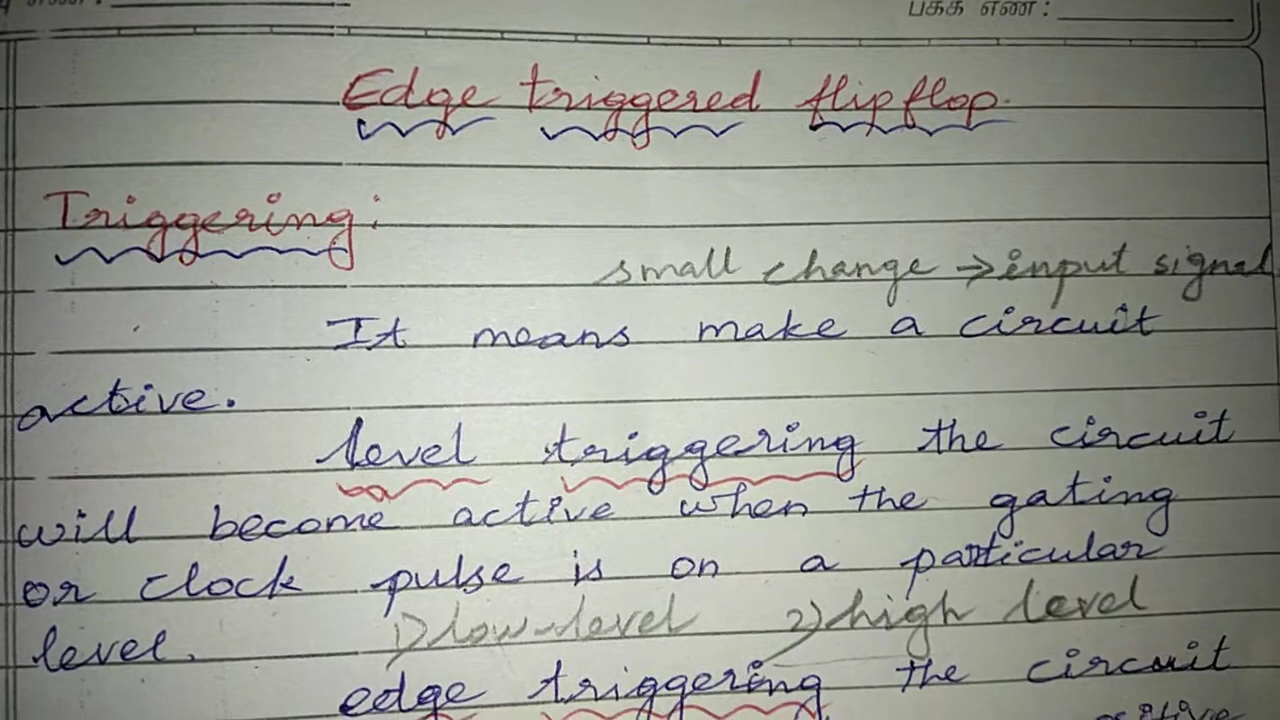 பக்க எண் :
Edge triggered flipflop.
Triggering:
small change → input signal
It means make a circuit
active.
level triggering the circuit
will become active when the gating
or clock pulse is on a particular
level. 1) low-level 2) high level
edge triggering the circuit